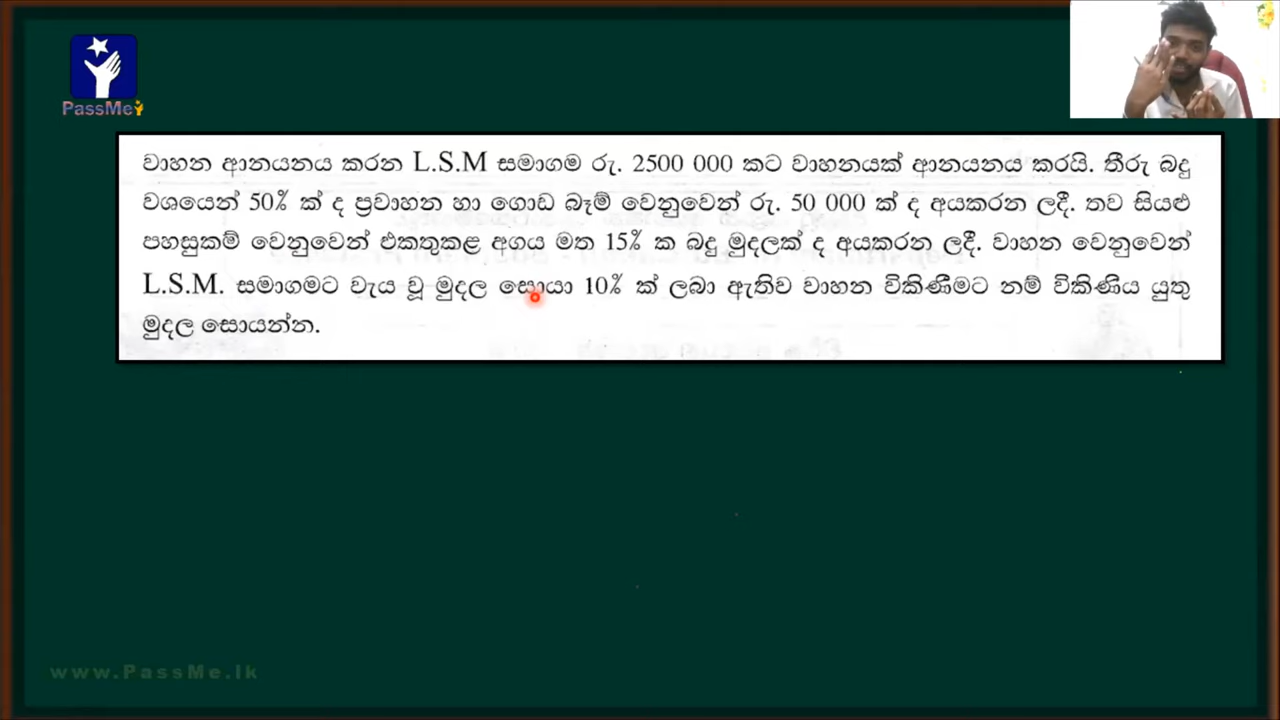 PassMe
වාහන ආනයනය කරන L.S.M සමාගම රු. 2500 000 කට වාහනයක් ආනයනය කරයි. තීරු බදු
වශයෙන් 50% ක් ද ප්‍රවාහන හා ගොඩ බෑම් වෙනුවෙන් රු. 50 000 ක් ද අයකරන ලදී. තව සියළු
පහසුකම් වෙනුවෙන් එකතුකළ අගය මත 15% ක බදු මුදලක් ද අයකරන ලදී. වාහන වෙනුවෙන්
L.S.M. සමාගමට වැය වූ මුදල සොයා 10% ක් ලබා ඇතිව වාහන විකිණීමට නම් විකිණිය යුතු
මුදල සොයන්න.
www.PassMe.lk